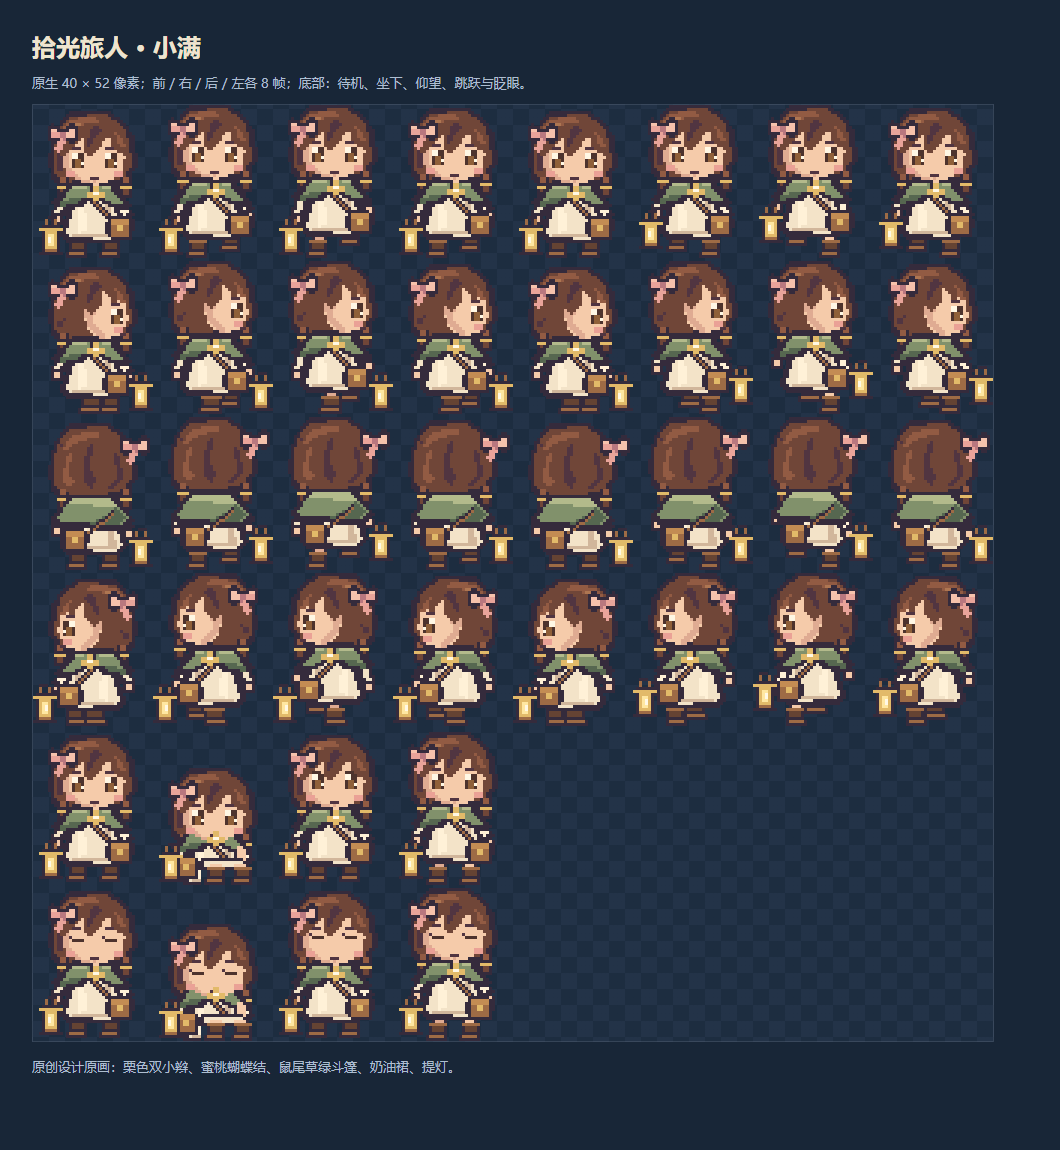 拾光旅人 • 小满
原生 40 × 52 像素；前 / 右 / 后 / 左各 8 帧；底部：待机、坐下、仰望、跳跃与眨眼。
原创设计原画：栗色双小辫、蜜桃蝴蝶结、鼠尾草绿斗篷、奶油裙、提灯。